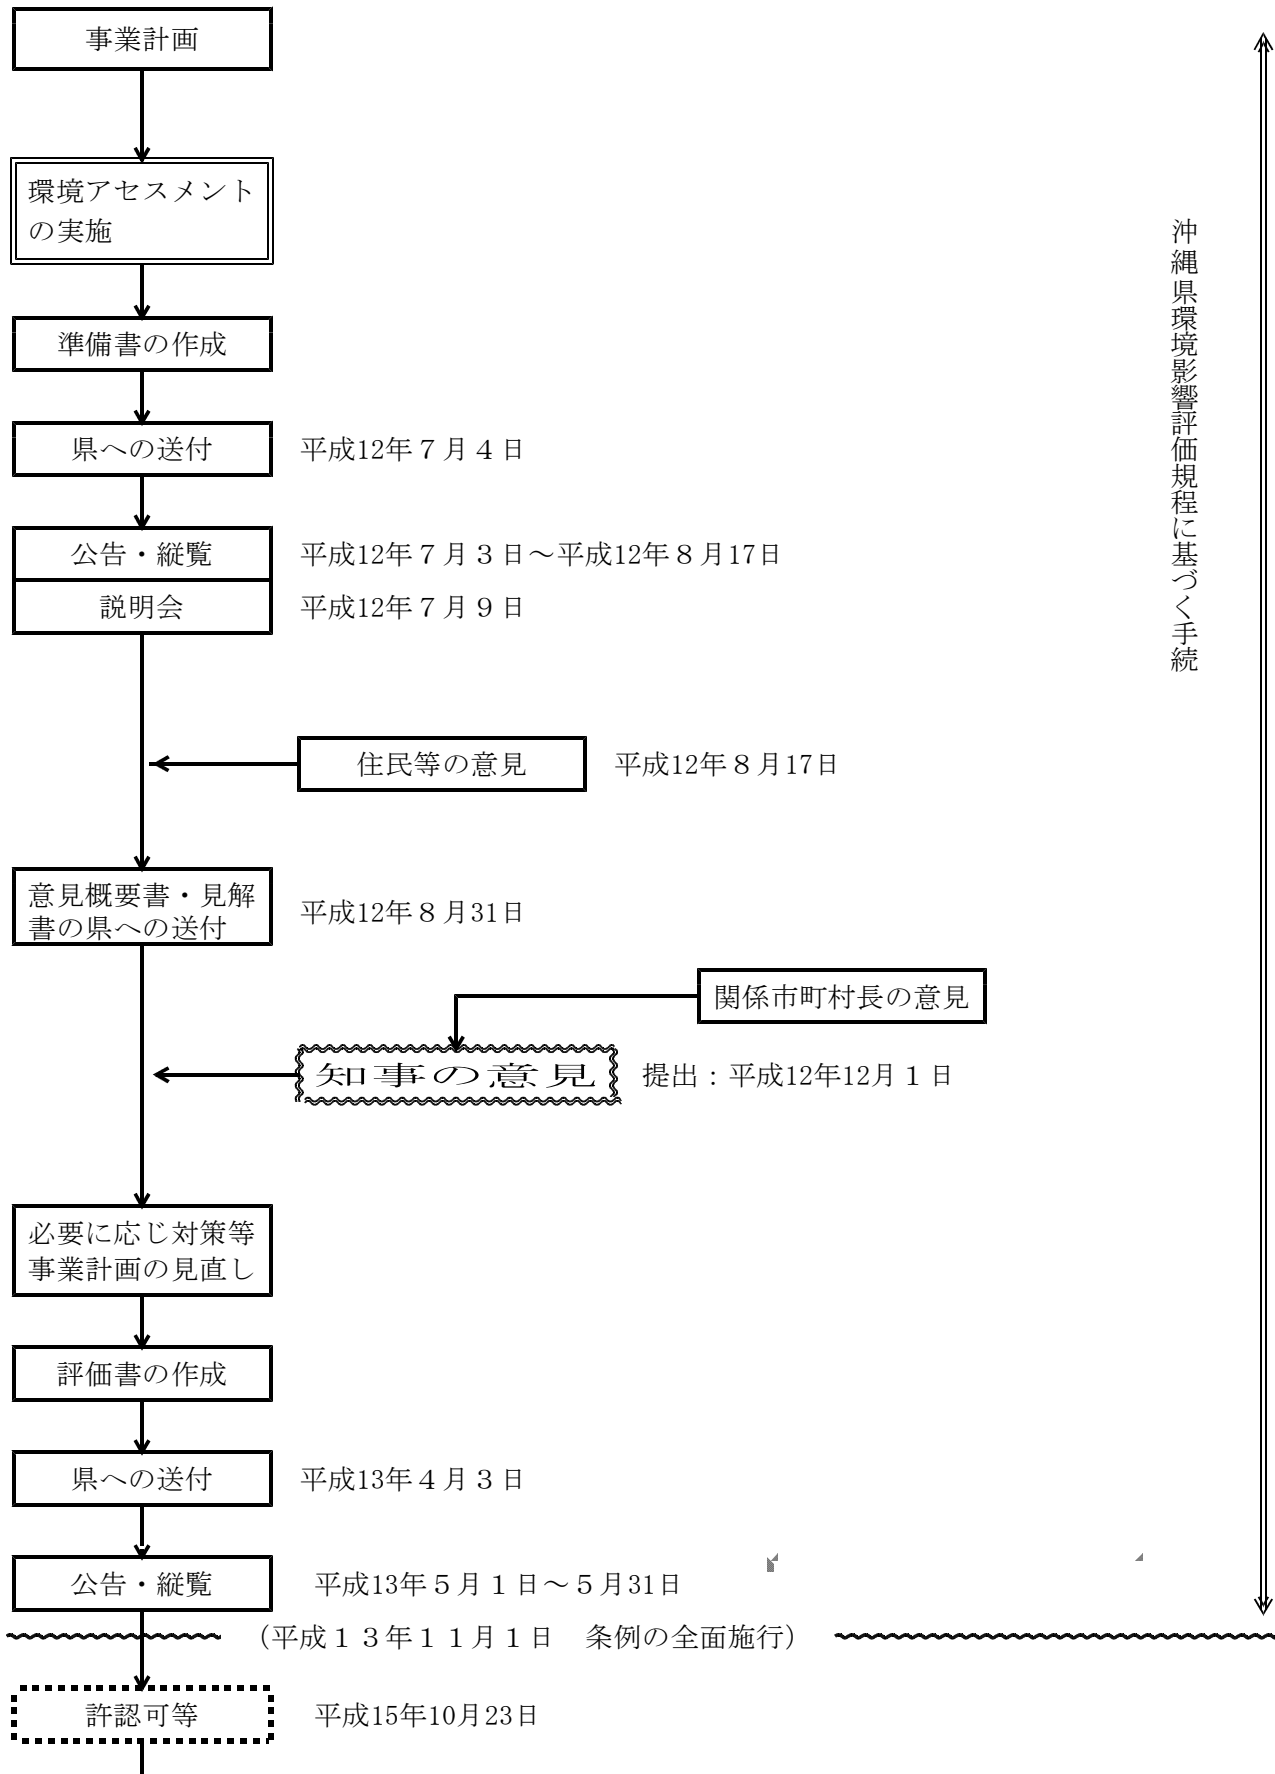 事業計画
環境アセスメント
の実施
準備書の作成
県への送付　平成12年７月４日
公告・縦覧　平成12年７月３日～平成12年８月17日
説明会　平成12年７月９日
住民等の意見　平成12年８月17日
意見概要書・見解
書の県への送付　平成12年８月31日
関係市町村長の意見
知事の意見　提出：平成12年12月１日
必要に応じ対策等
事業計画の見直し
評価書の作成
県への送付　平成13年４月３日
公告・縦覧　平成13年５月１日～５月31日
（平成１３年１１月１日　条例の全面施行）
許認可等　平成15年10月23日
沖縄県環境影響評価規程に基づく手続